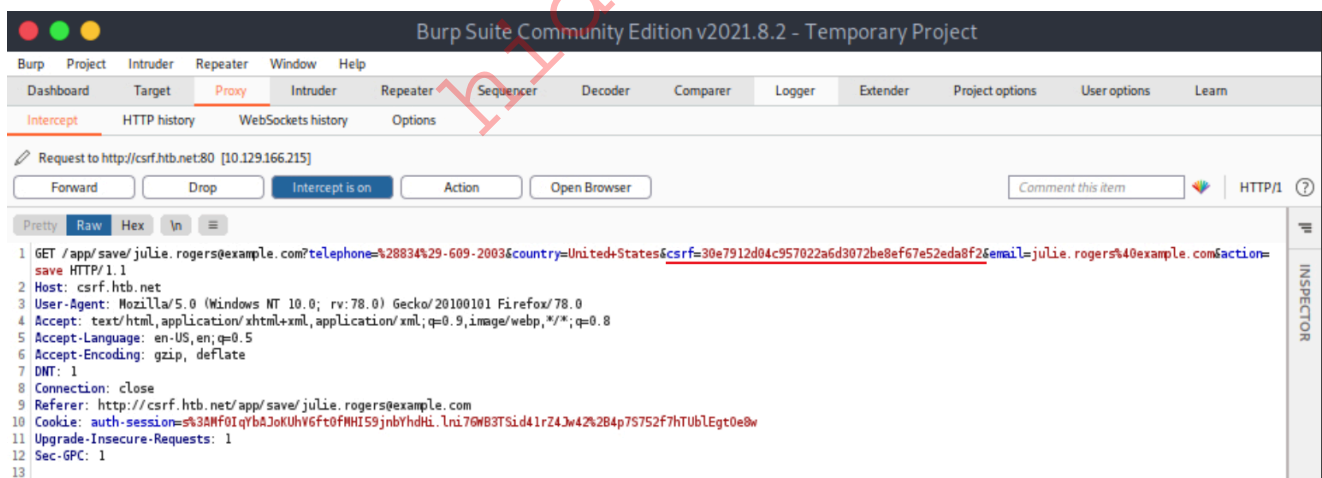 Burp Suite Community Edition v2021.8.2 - Temporary Project
Burp Project Intruder Repeater Window Help
Dashboard Target Proxy Intruder Repeater Sequencer Decoder Comparer Logger Extender Project options User options Learn
Intercept HTTP history WebSockets history Options
Request to http://csrf.htb.net:80 [10.129.166.215]
Forward Drop Intercept is on Action Open Browser Comment this item HTTP/1 ?
Pretty Raw Hex \n ≡
1 GET /app/save/julie.rogers@example.com?telephone=%28834%29-609-2003&country=United+States&csrf=30e7912d04c957022a6d3072be8ef67e52eda8f2&email=julie.rogers%40example.com&action=
save HTTP/1.1
2 Host: csrf.htb.net
3 User-Agent: Mozilla/5.0 (Windows NT 10.0; rv:78.0) Gecko/20100101 Firefox/78.0
4 Accept: text/html,application/xhtml+xml,application/xml;q=0.9,image/webp,*/*;q=0.8
5 Accept-Language: en-US,en;q=0.5
6 Accept-Encoding: gzip, deflate
7 DNT: 1
8 Connection: close
9 Referer: http://csrf.htb.net/app/save/julie.rogers@example.com
10 Cookie: auth-session=s%3AMf0IqYbAJoKUhV6ft0fMHI59jnbYhdHi.lni76WB3TSid41rZ4Jw42%2B4p7S752f7hTUblEgtOe8w
11 Upgrade-Insecure-Requests: 1
12 Sec-GPC: 1
13
INSPECTOR